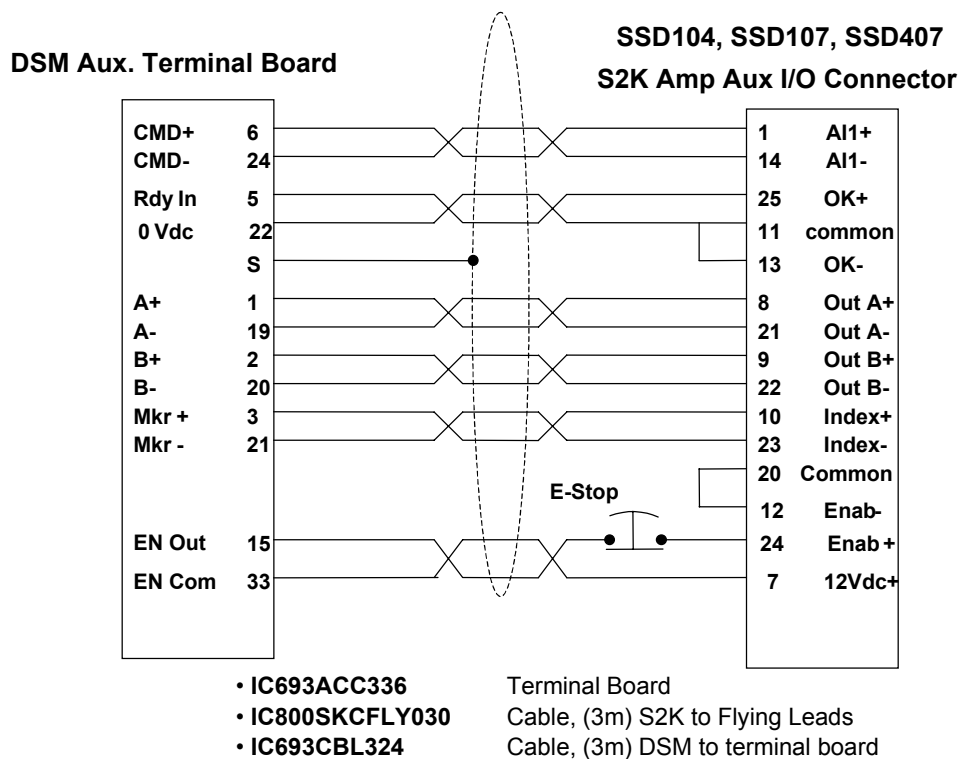 SSD104, SSD107, SSD407
DSM Aux. Terminal Board
S2K Amp Aux I/O Connector
CMD+ 6
CMD- 24
Rdy In 5
0 Vdc 22
S
A+ 1
A- 19
B+ 2
B- 20
Mkr + 3
Mkr - 21
EN Out 15
EN Com 33
E-Stop
1 AI1+
14 AI1-
25 OK+
11 common
13 OK-
8 Out A+
21 Out A-
9 Out B+
22 Out B-
10 Index+
23 Index-
20 Common
12 Enab-
24 Enab +
7 12Vdc+
• IC693ACC336 Terminal Board
• IC800SKCFLY030 Cable, (3m) S2K to Flying Leads
• IC693CBL324 Cable, (3m) DSM to terminal board